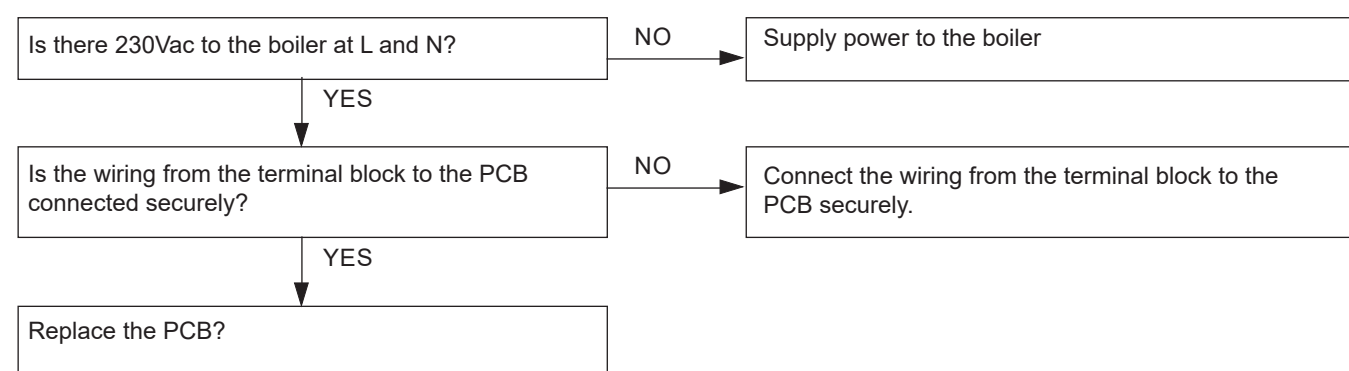 Is there 230Vac to the boiler at L and N?
NO
Supply power to the boiler
YES
Is the wiring from the terminal block to the PCB
connected securely?
NO
Connect the wiring from the terminal block to the
PCB securely.
YES
Replace the PCB?